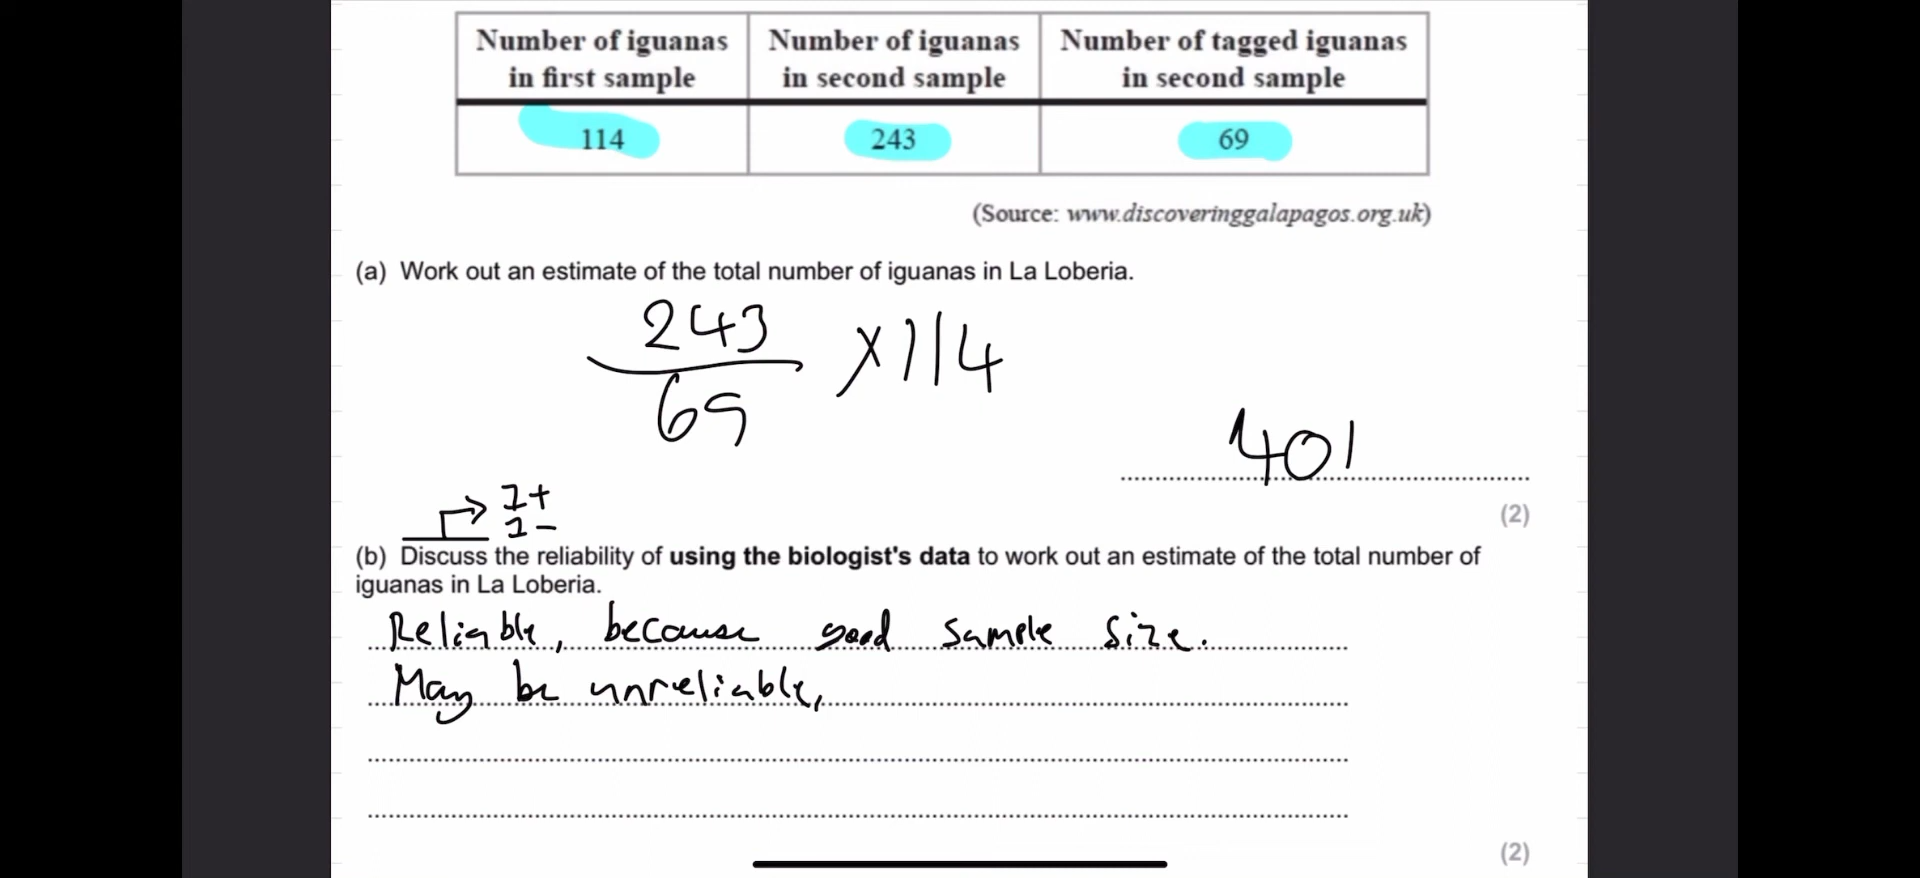 Number of iguanas in first sample
Number of iguanas in second sample
Number of tagged iguanas in second sample
114 243 69
(Source: www.discoveringgalapagos.org.uk)
(a) Work out an estimate of the total number of iguanas in La Loberia.
243
69
×114
401
(2)
1+
1-
(b) Discuss the reliability of using the biologist's data to work out an estimate of the total number of
iguanas in La Loberia.
Reliable, because good sample size.
May be unreliable,
(2)